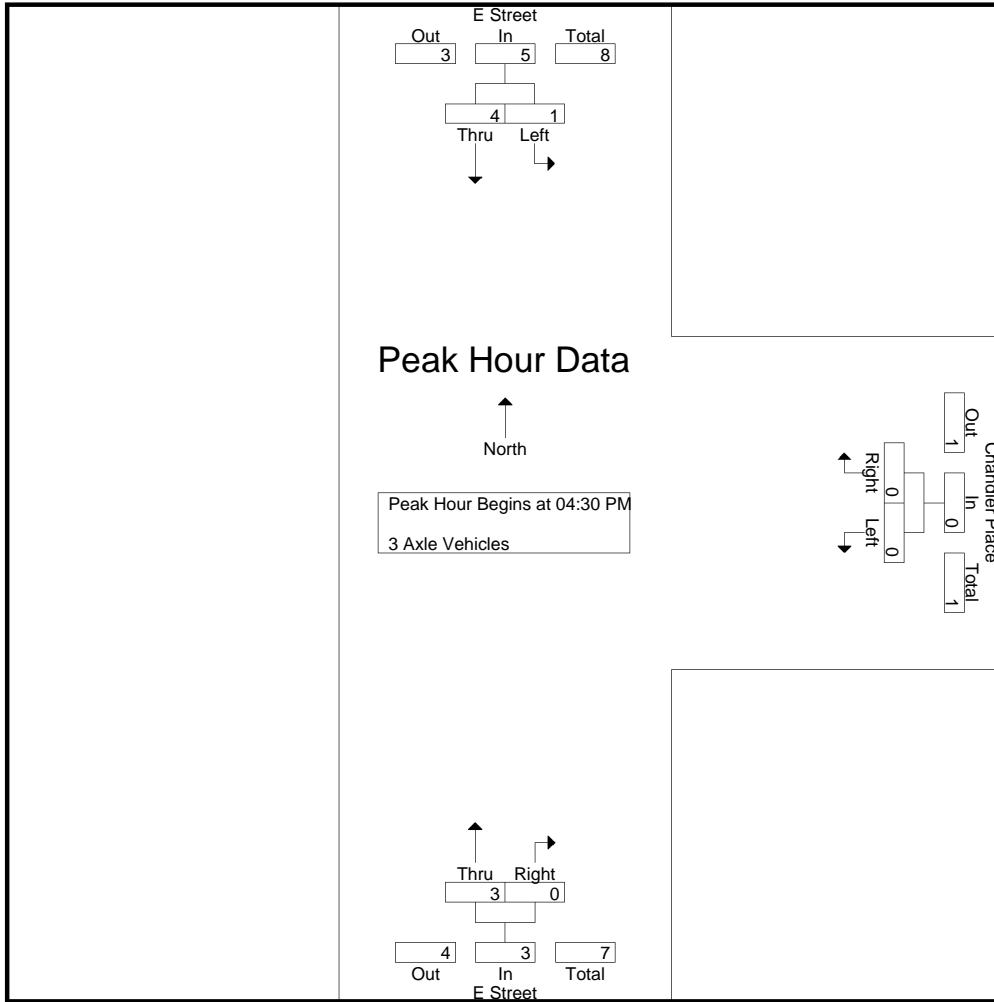 E Street
Out In Total
3 5 8
4 1
Thru Left
Peak Hour Data
North
Peak Hour Begins at 04:30 PM
3 Axle Vehicles
Chandler Place
Out In Total
1 0 1
Right Left
0 0
Thru Right
3 0
4 3 7
Out In Total
E Street